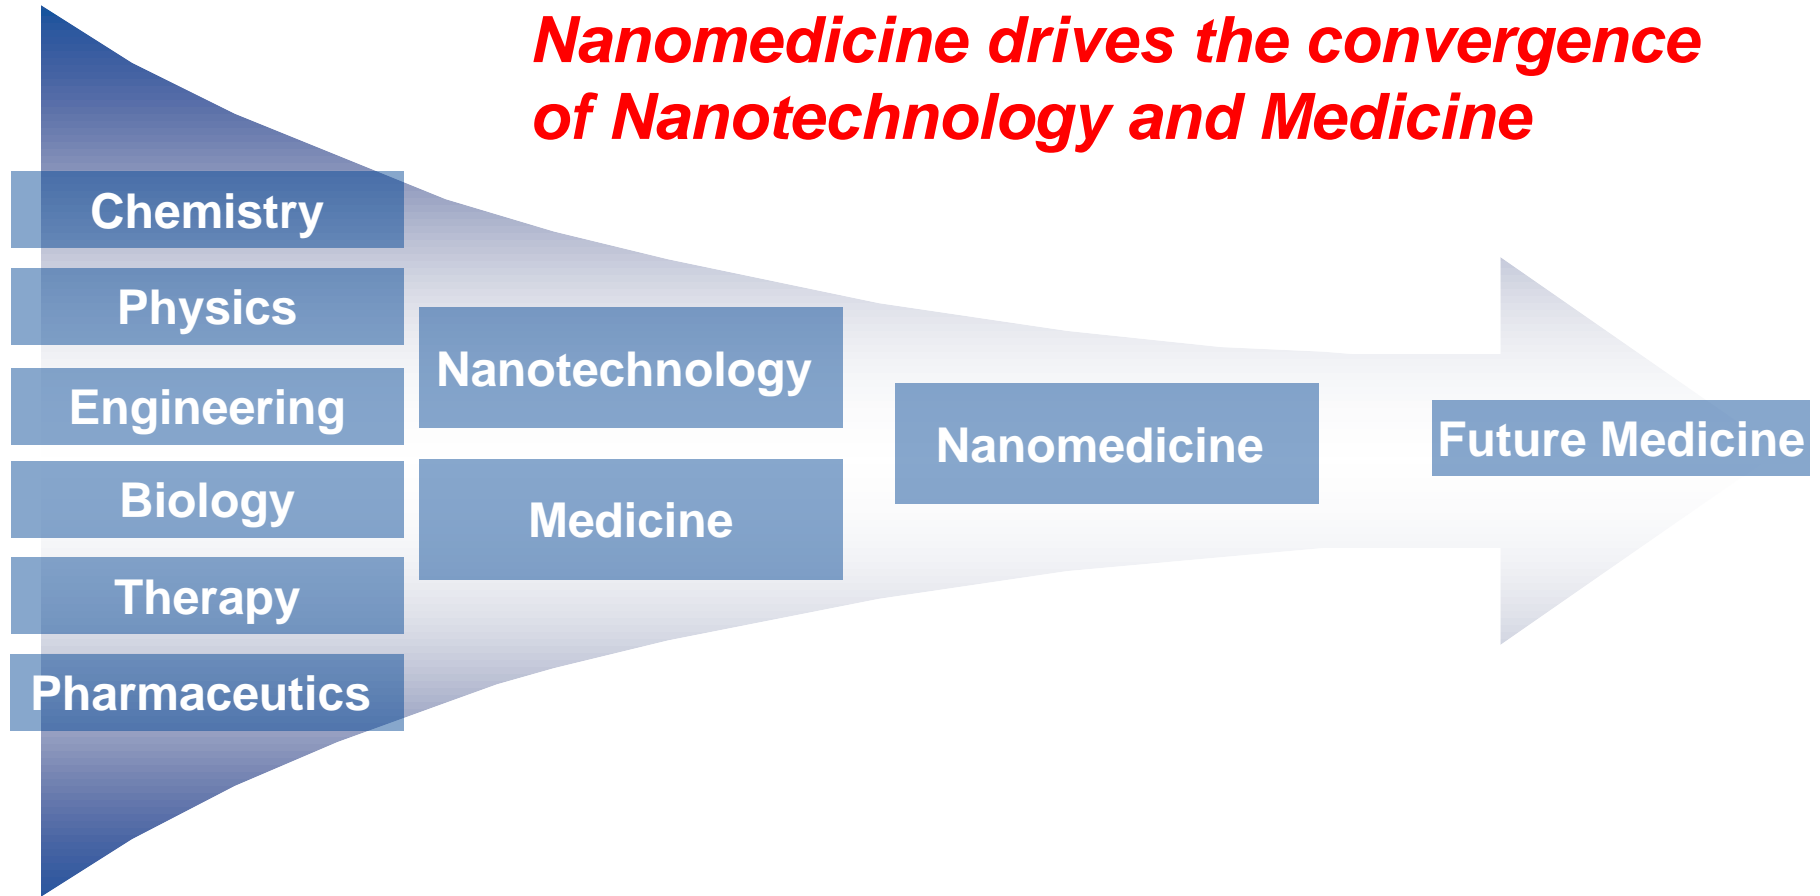 Nanomedicine drives the convergence
of Nanotechnology and Medicine
Chemistry
Physics
Engineering
Biology
Therapy
Pharmaceutics
Nanotechnology
Medicine
Nanomedicine
Future Medicine